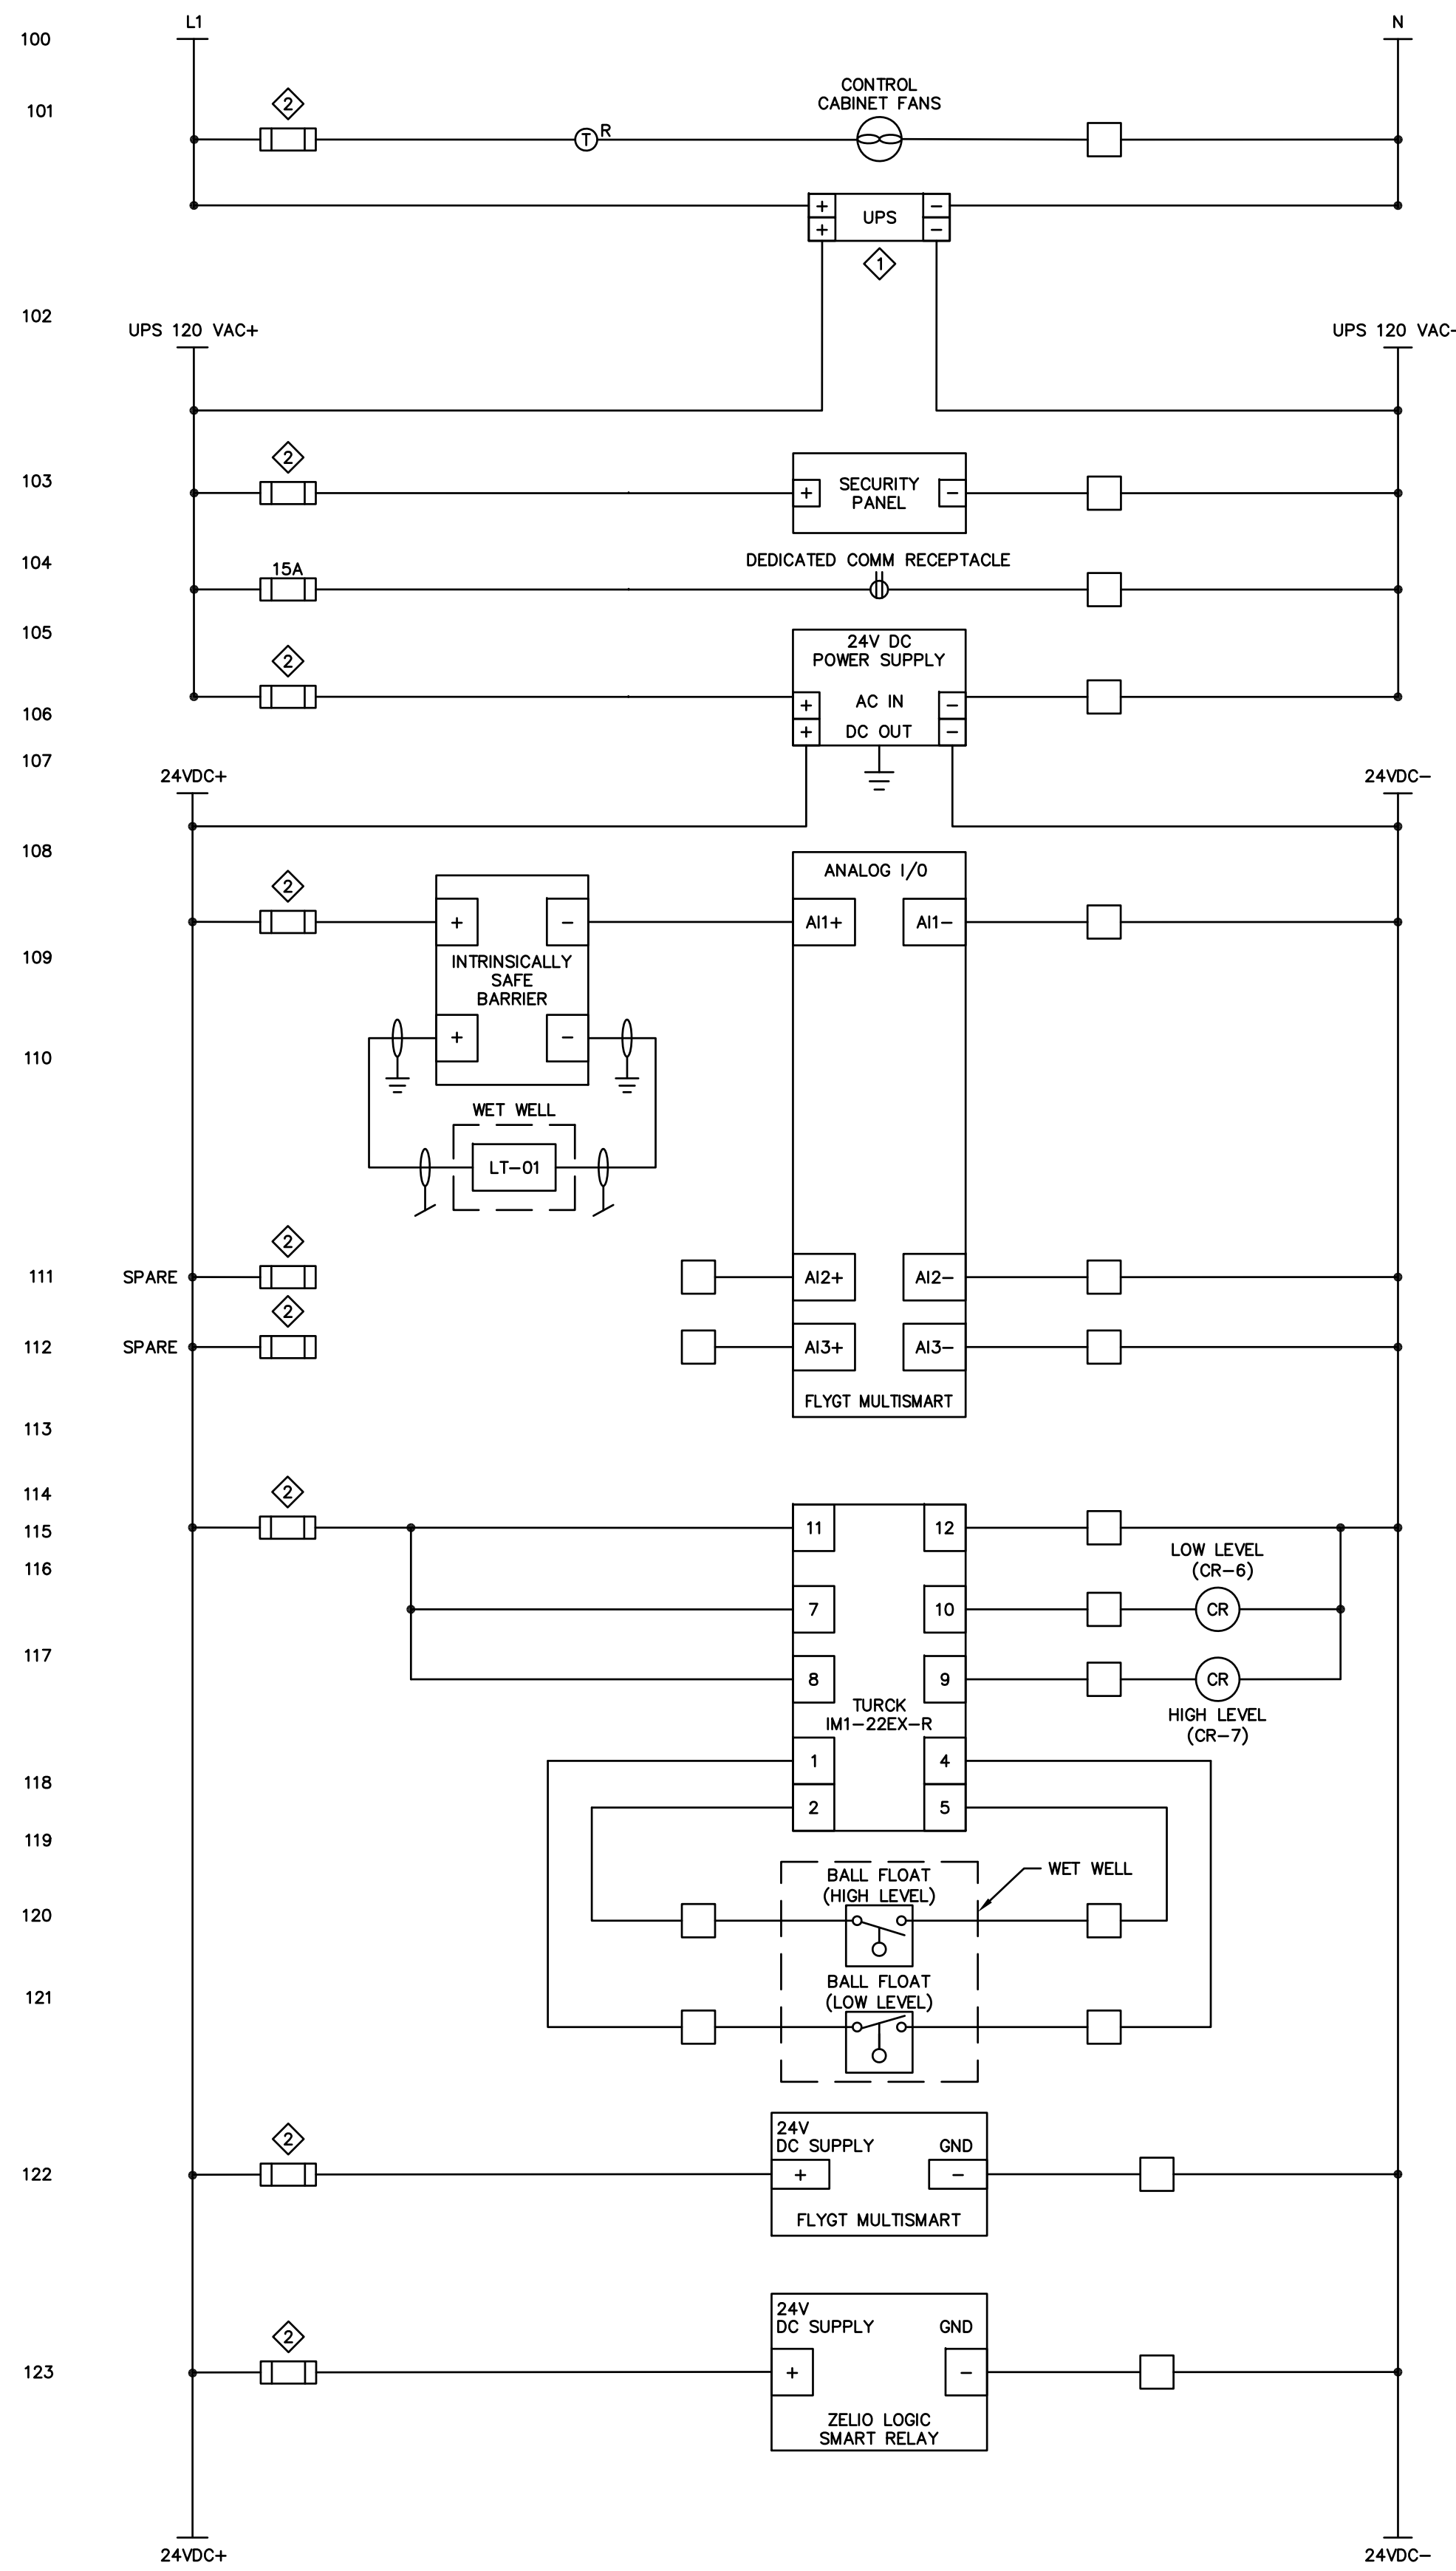 L1
N
100
CONTROL
CABINET FANS
101
2
T
R
+
UPS
-
+
-
1
102
UPS 120 VAC+
UPS 120 VAC-
2
103
+
SECURITY
PANEL
-
104
DEDICATED COMM RECEPTACLE
15A
105
24V DC
POWER SUPPLY
2
+
AC IN
-
106
+
DC OUT
-
107
24VDC+
24VDC-
108
ANALOG I/O
2
+
-
AI1+
AI1-
109
INTRINSICALLY
SAFE
BARRIER
+
-
110
WET WELL
LT-01
2
111
SPARE
AI2+
AI2-
2
112
SPARE
AI3+
AI3-
FLYGT MULTISMART
113
114
2
115
11
12
LOW LEVEL
(CR-6)
116
7
10
CR
117
8
9
CR
TURCK
IM1-22EX-R
HIGH LEVEL
(CR-7)
1
4
118
2
5
119
BALL FLOAT
(HIGH LEVEL)
WET WELL
120
BALL FLOAT
(LOW LEVEL)
121
24V
DC SUPPLY
GND
2
122
+
-
FLYGT MULTISMART
24V
DC SUPPLY
GND
2
123
+
-
ZELIO LOGIC
SMART RELAY
24VDC+
24VDC-